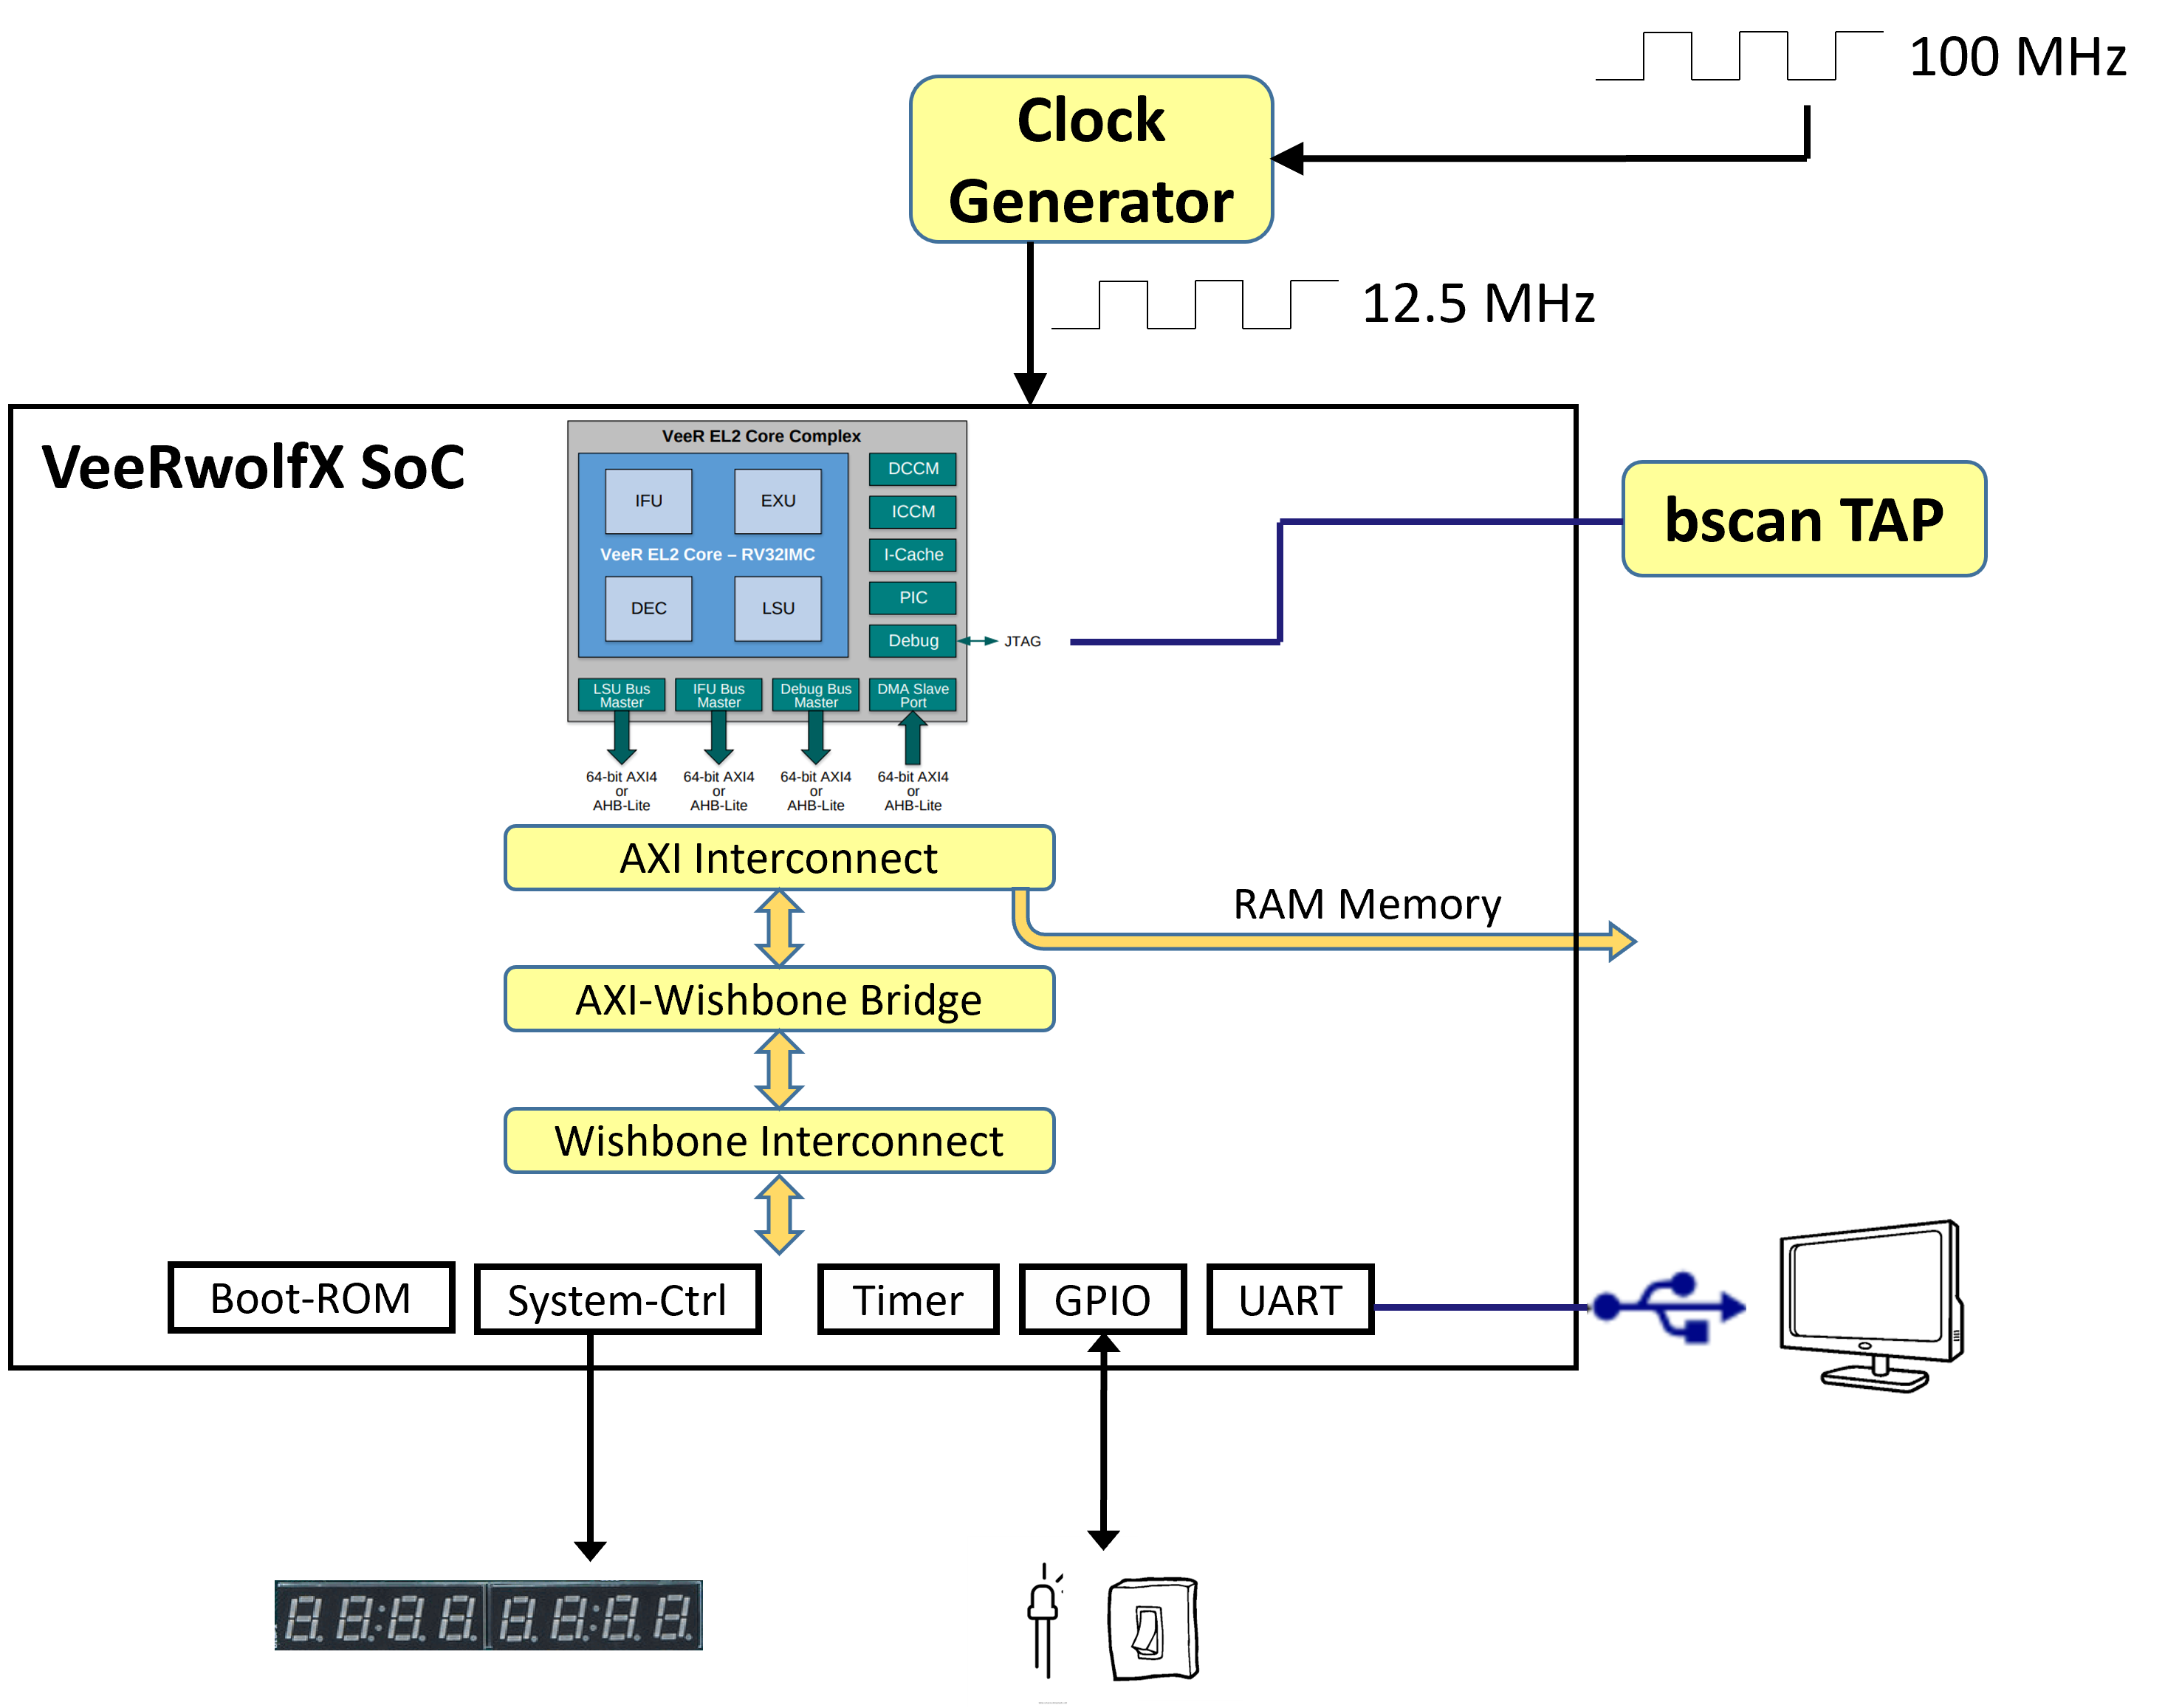 100 MHz
Clock
Generator
12.5 MHz
VeeRwolfX SoC
VeeR EL2 Core Complex
IFU
EXU
VeeR EL2 Core – RV32IMC
DEC
LSU
DCCM
ICCM
I-Cache
PIC
Debug
JTAG
bscan TAP
LSU Bus
Master
IFU Bus
Master
Debug Bus
Master
DMA Slave
Port
64-bit AXI4
or
AHB-Lite
64-bit AXI4
or
AHB-Lite
64-bit AXI4
or
AHB-Lite
64-bit AXI4
or
AHB-Lite
AXI Interconnect
RAM Memory
AXI-Wishbone Bridge
Wishbone Interconnect
Boot-ROM
System-Ctrl
Timer
GPIO
UART